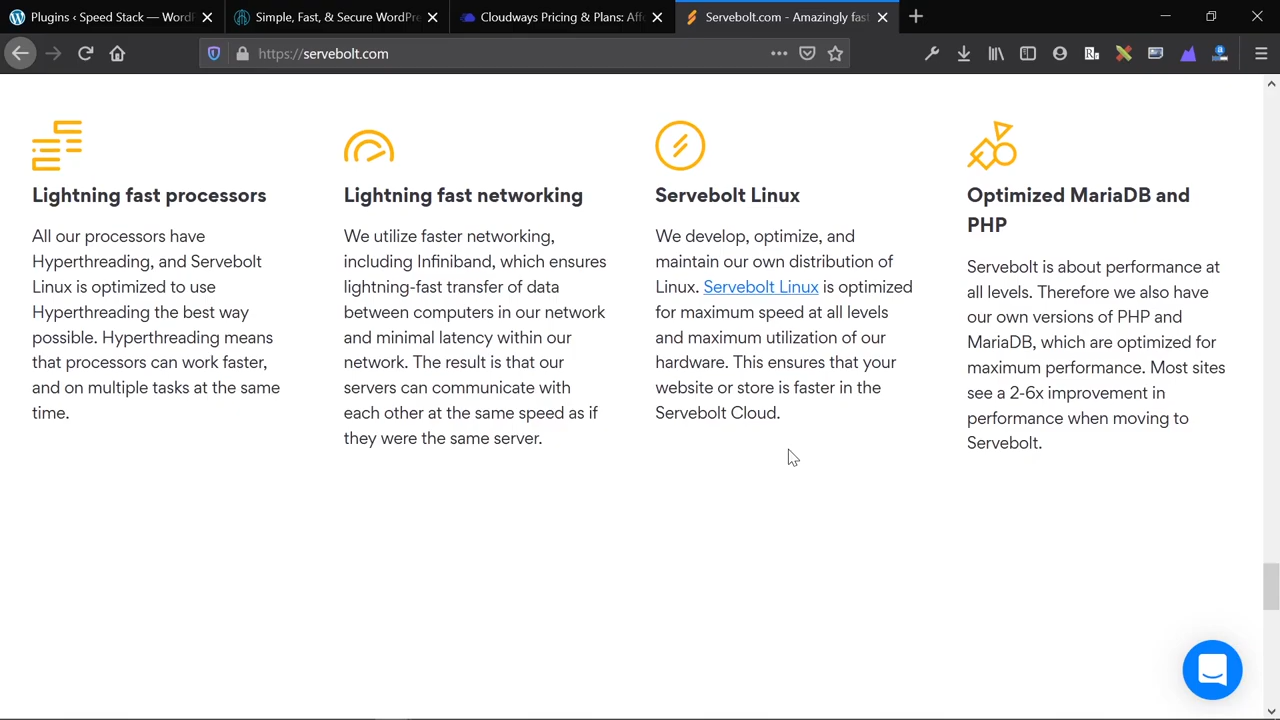 Plugins ‹ Speed Stack — WordP
Simple, Fast, & Secure WordPre
Cloudways Pricing & Plans: Affo
Servebolt.com - Amazingly fast
https://servebolt.com
Lightning fast processors
All our processors have
Hyperthreading, and Servebolt
Linux is optimized to use
Hyperthreading the best way
possible. Hyperthreading means
that processors can work faster,
and on multiple tasks at the same
time.
Lightning fast networking
We utilize faster networking,
including Infiniband, which ensures
lightning-fast transfer of data
between computers in our network
and minimal latency within our
network. The result is that our
servers can communicate with
each other at the same speed as if
they were the same server.
Servebolt Linux
We develop, optimize, and
maintain our own distribution of
Linux. Servebolt Linux is optimized
for maximum speed at all levels
and maximum utilization of our
hardware. This ensures that your
website or store is faster in the
Servebolt Cloud.
Optimized MariaDB and
PHP
Servebolt is about performance at
all levels. Therefore we also have
our own versions of PHP and
MariaDB, which are optimized for
maximum performance. Most sites
see a 2-6x improvement in
performance when moving to
Servebolt.